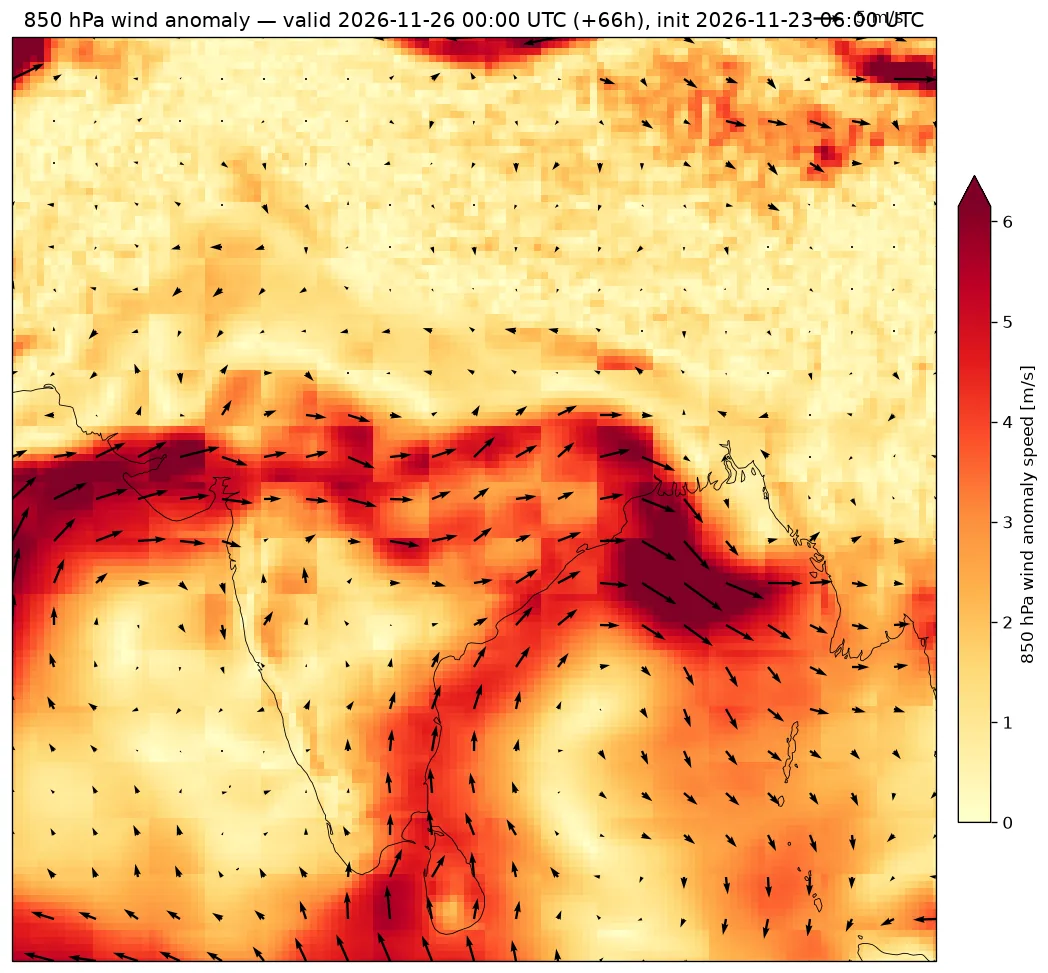 850 hPa wind anomaly — valid 2026-11-26 00:00 UTC (+66h), init 2026-11-23 06:00 UTC
5 m/s
6
5
4
3
2
1
0
850 hPa wind anomaly speed [m/s]